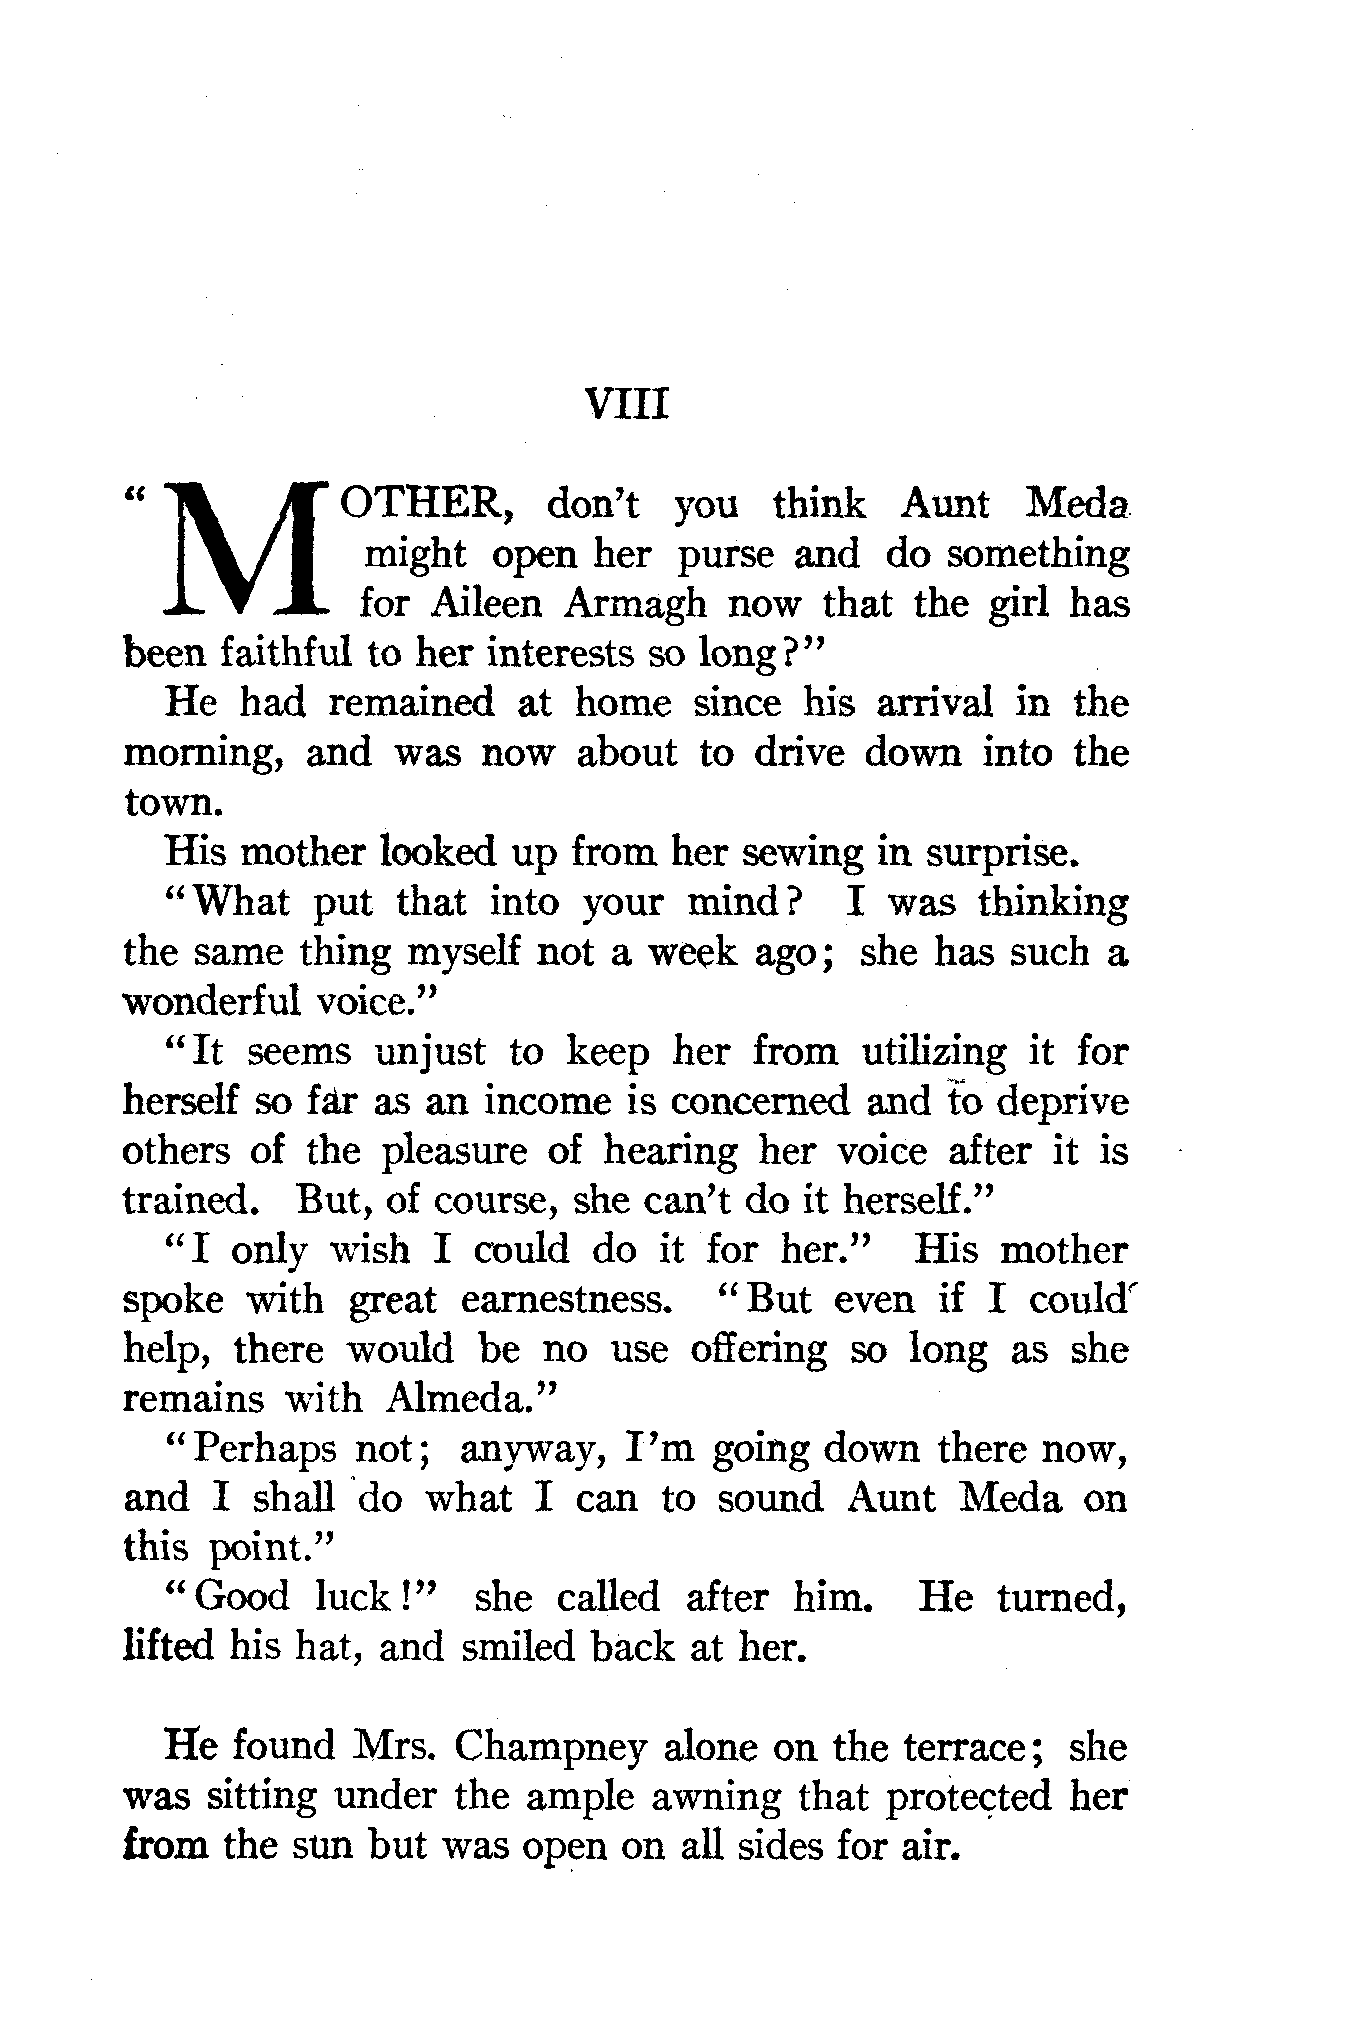 VIII
"MOTHER, don't you think Aunt Meda
might open her purse and do something
for Aileen Armagh now that the girl has
been faithful to her interests so long?"
He had remained at home since his arrival in the
morning, and was now about to drive down into the
town.
His mother looked up from her sewing in surprise.
"What put that into your mind? I was thinking
the same thing myself not a week ago; she has such a
wonderful voice."
"It seems unjust to keep her from utilizing it for
herself so far as an income is concerned and to deprive
others of the pleasure of hearing her voice after it is
trained. But, of course, she can't do it herself."
"I only wish I could do it for her." His mother
spoke with great earnestness. "But even if I could
help, there would be no use offering so long as she
remains with Almeda."
"Perhaps not; anyway, I'm going down there now,
and I shall do what I can to sound Aunt Meda on
this point."
"Good luck!" she called after him. He turned,
lifted his hat, and smiled back at her.
He found Mrs. Champney alone on the terrace; she
was sitting under the ample awning that protected her
from the sun but was open on all sides for air.